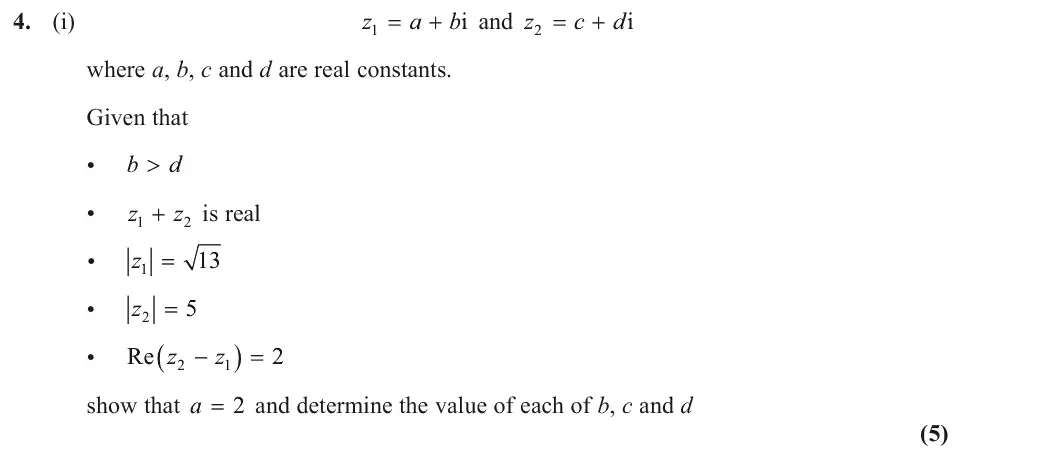 4. (i) z₁ = a + bi and z₂ = c + di
where a, b, c and d are real constants.
Given that
• b > d
• z₁ + z₂ is real
• |z₁| = √13
• |z₂| = 5
• Re(z₂ − z₁) = 2
show that a = 2 and determine the value of each of b, c and d
(5)